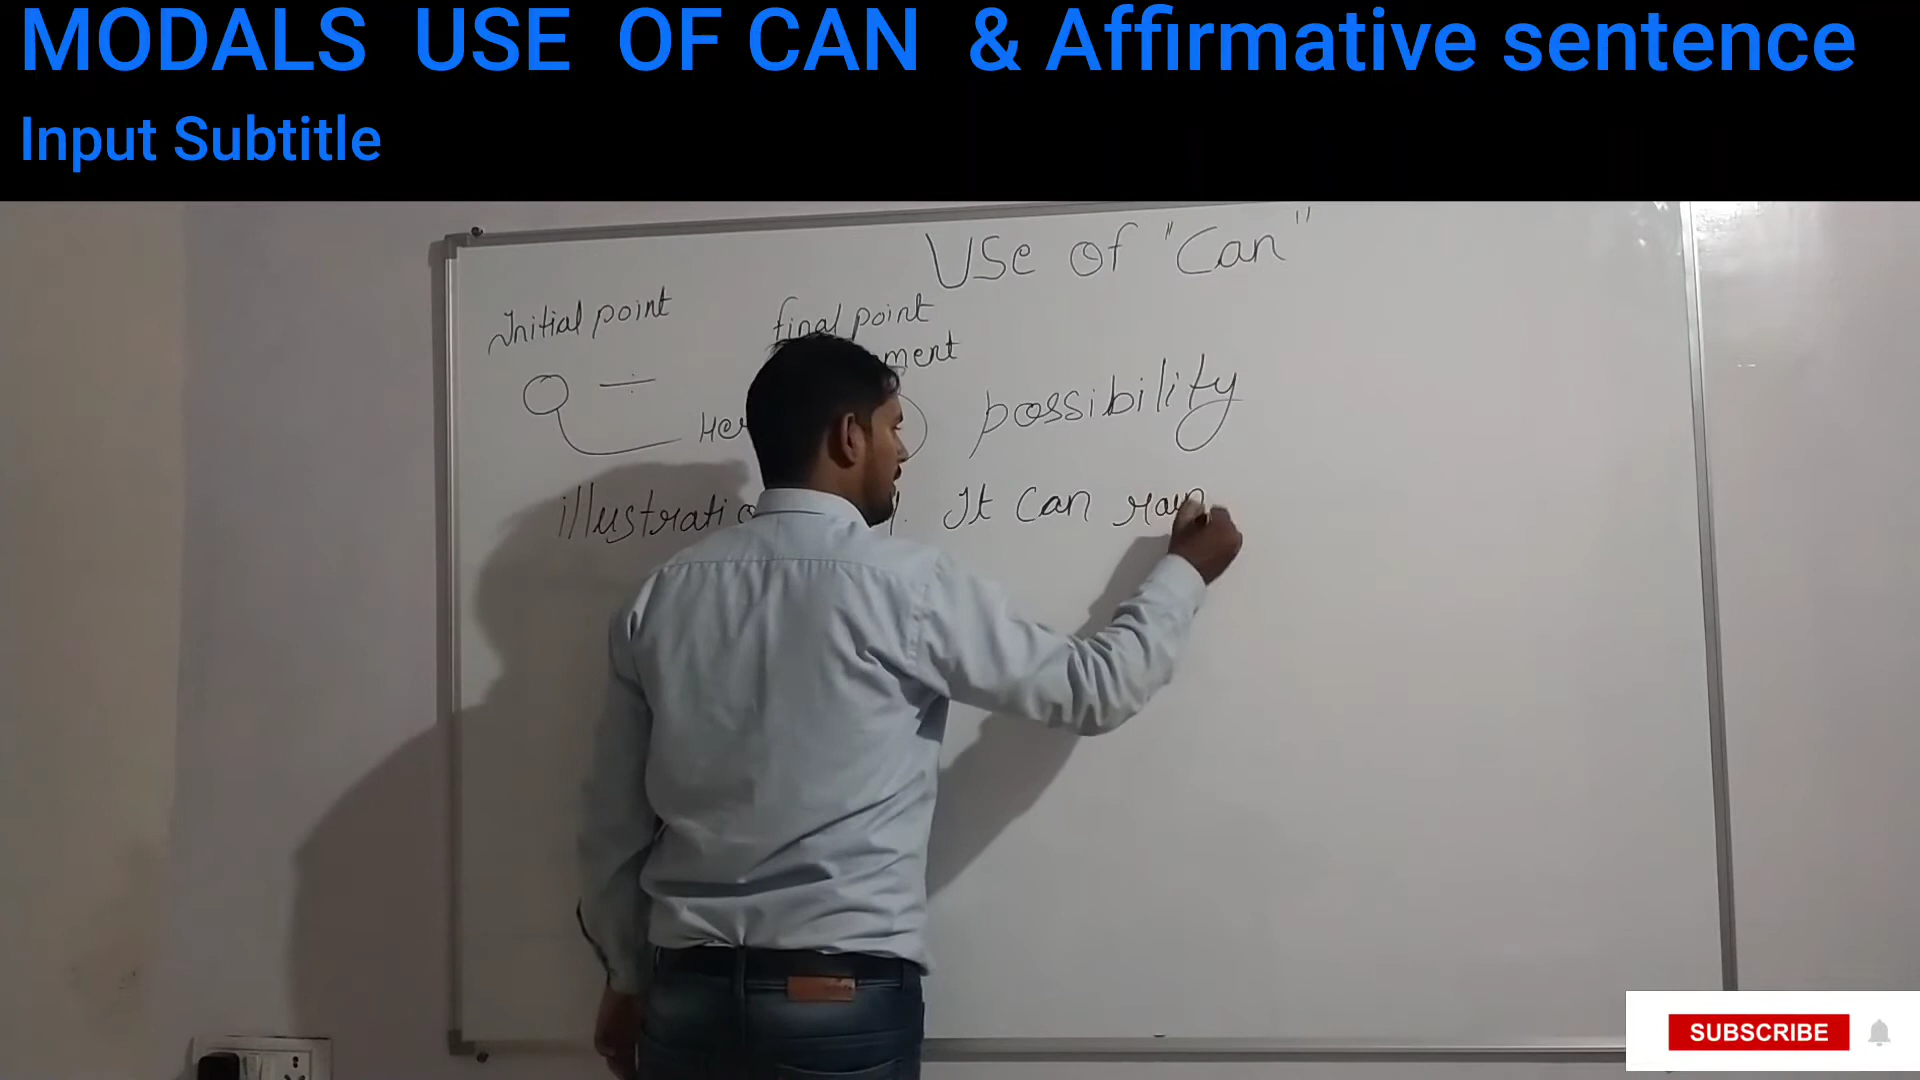 MODALS USE OF CAN & Affirmative sentence
Input Subtitle
Use of "Can"
Initial point
final point
possibility
It Can rain
SUBSCRIBE